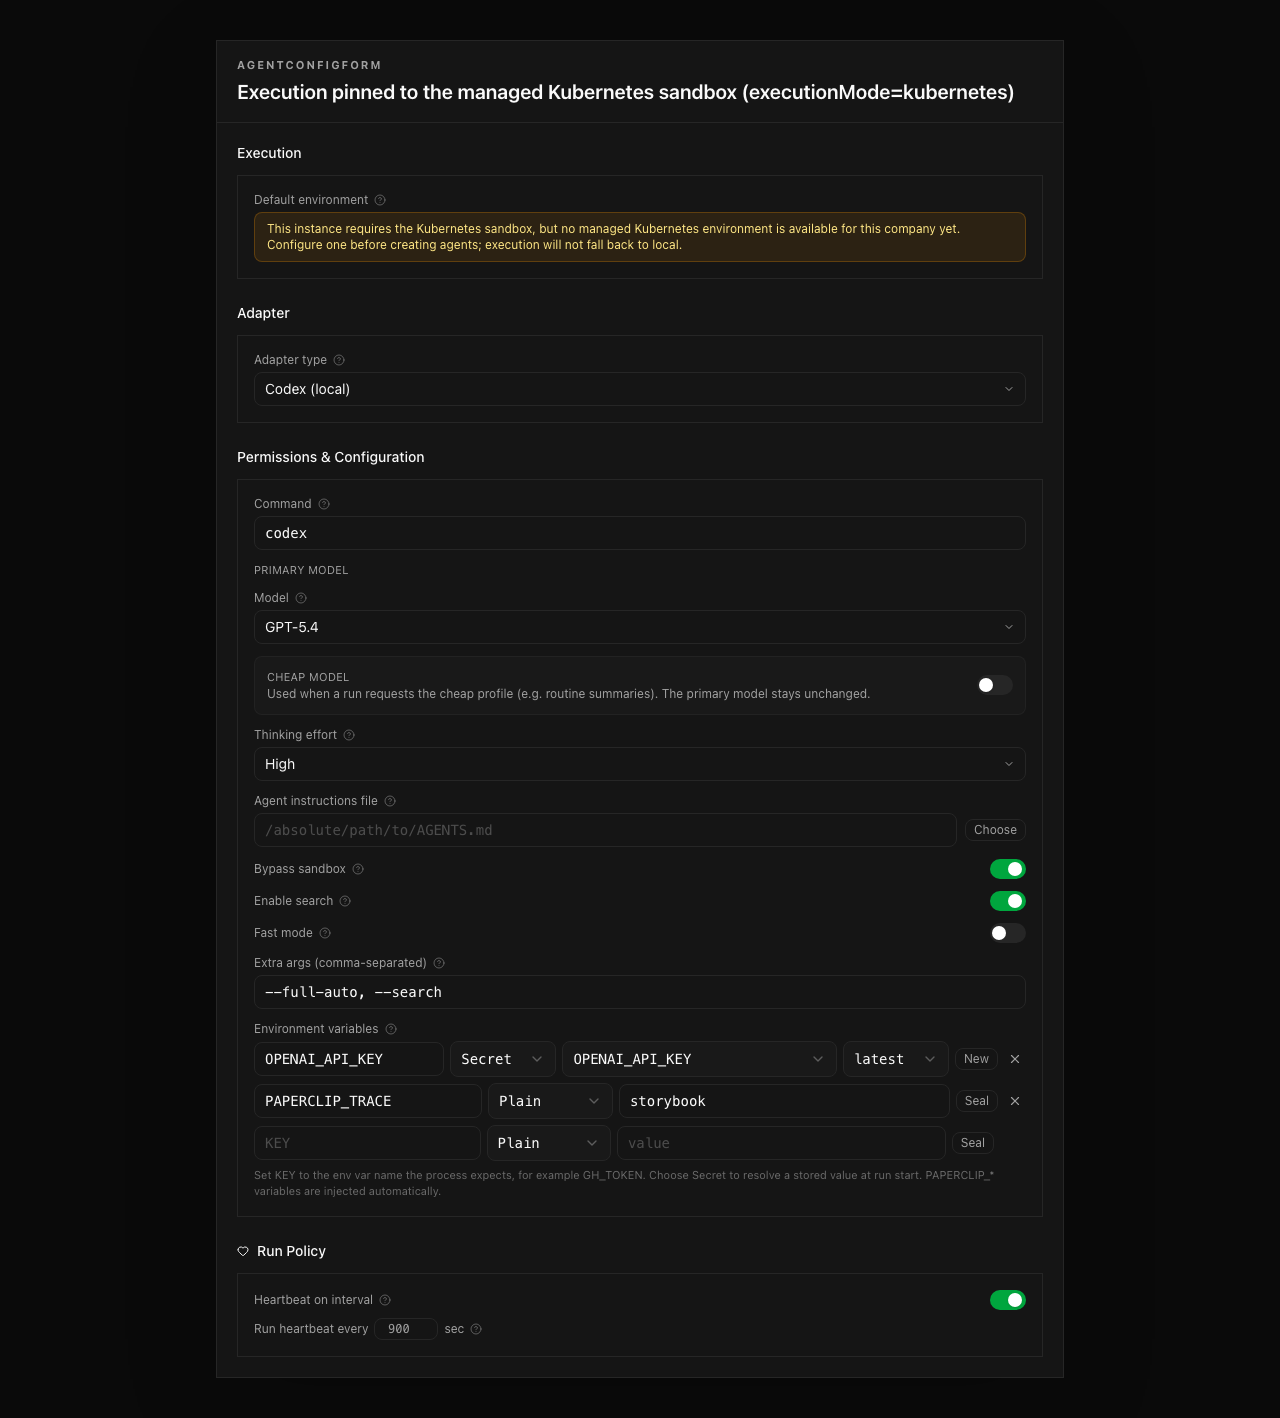 AGENTCONFIGFORM
Execution pinned to the managed Kubernetes sandbox (executionMode=kubernetes)
Execution
Default environment
This instance requires the Kubernetes sandbox, but no managed Kubernetes environment is available for this company yet.
Configure one before creating agents; execution will not fall back to local.
Adapter
Adapter type
Codex (local)
Permissions & Configuration
Command
codex
PRIMARY MODEL
Model
GPT-5.4
CHEAP MODEL
Used when a run requests the cheap profile (e.g. routine summaries). The primary model stays unchanged.
Thinking effort
High
Agent instructions file
/absolute/path/to/AGENTS.md Choose
Bypass sandbox
Enable search
Fast mode
Extra args (comma-separated)
--full-auto, --search
Environment variables
OPENAI_API_KEY Secret OPENAI_API_KEY latest New
PAPERCLIP_TRACE Plain storybook Seal
KEY Plain value Seal
Set KEY to the env var name the process expects, for example GH_TOKEN. Choose Secret to resolve a stored value at run start. PAPERCLIP_*
variables are injected automatically.
Run Policy
Heartbeat on interval
Run heartbeat every 900 sec